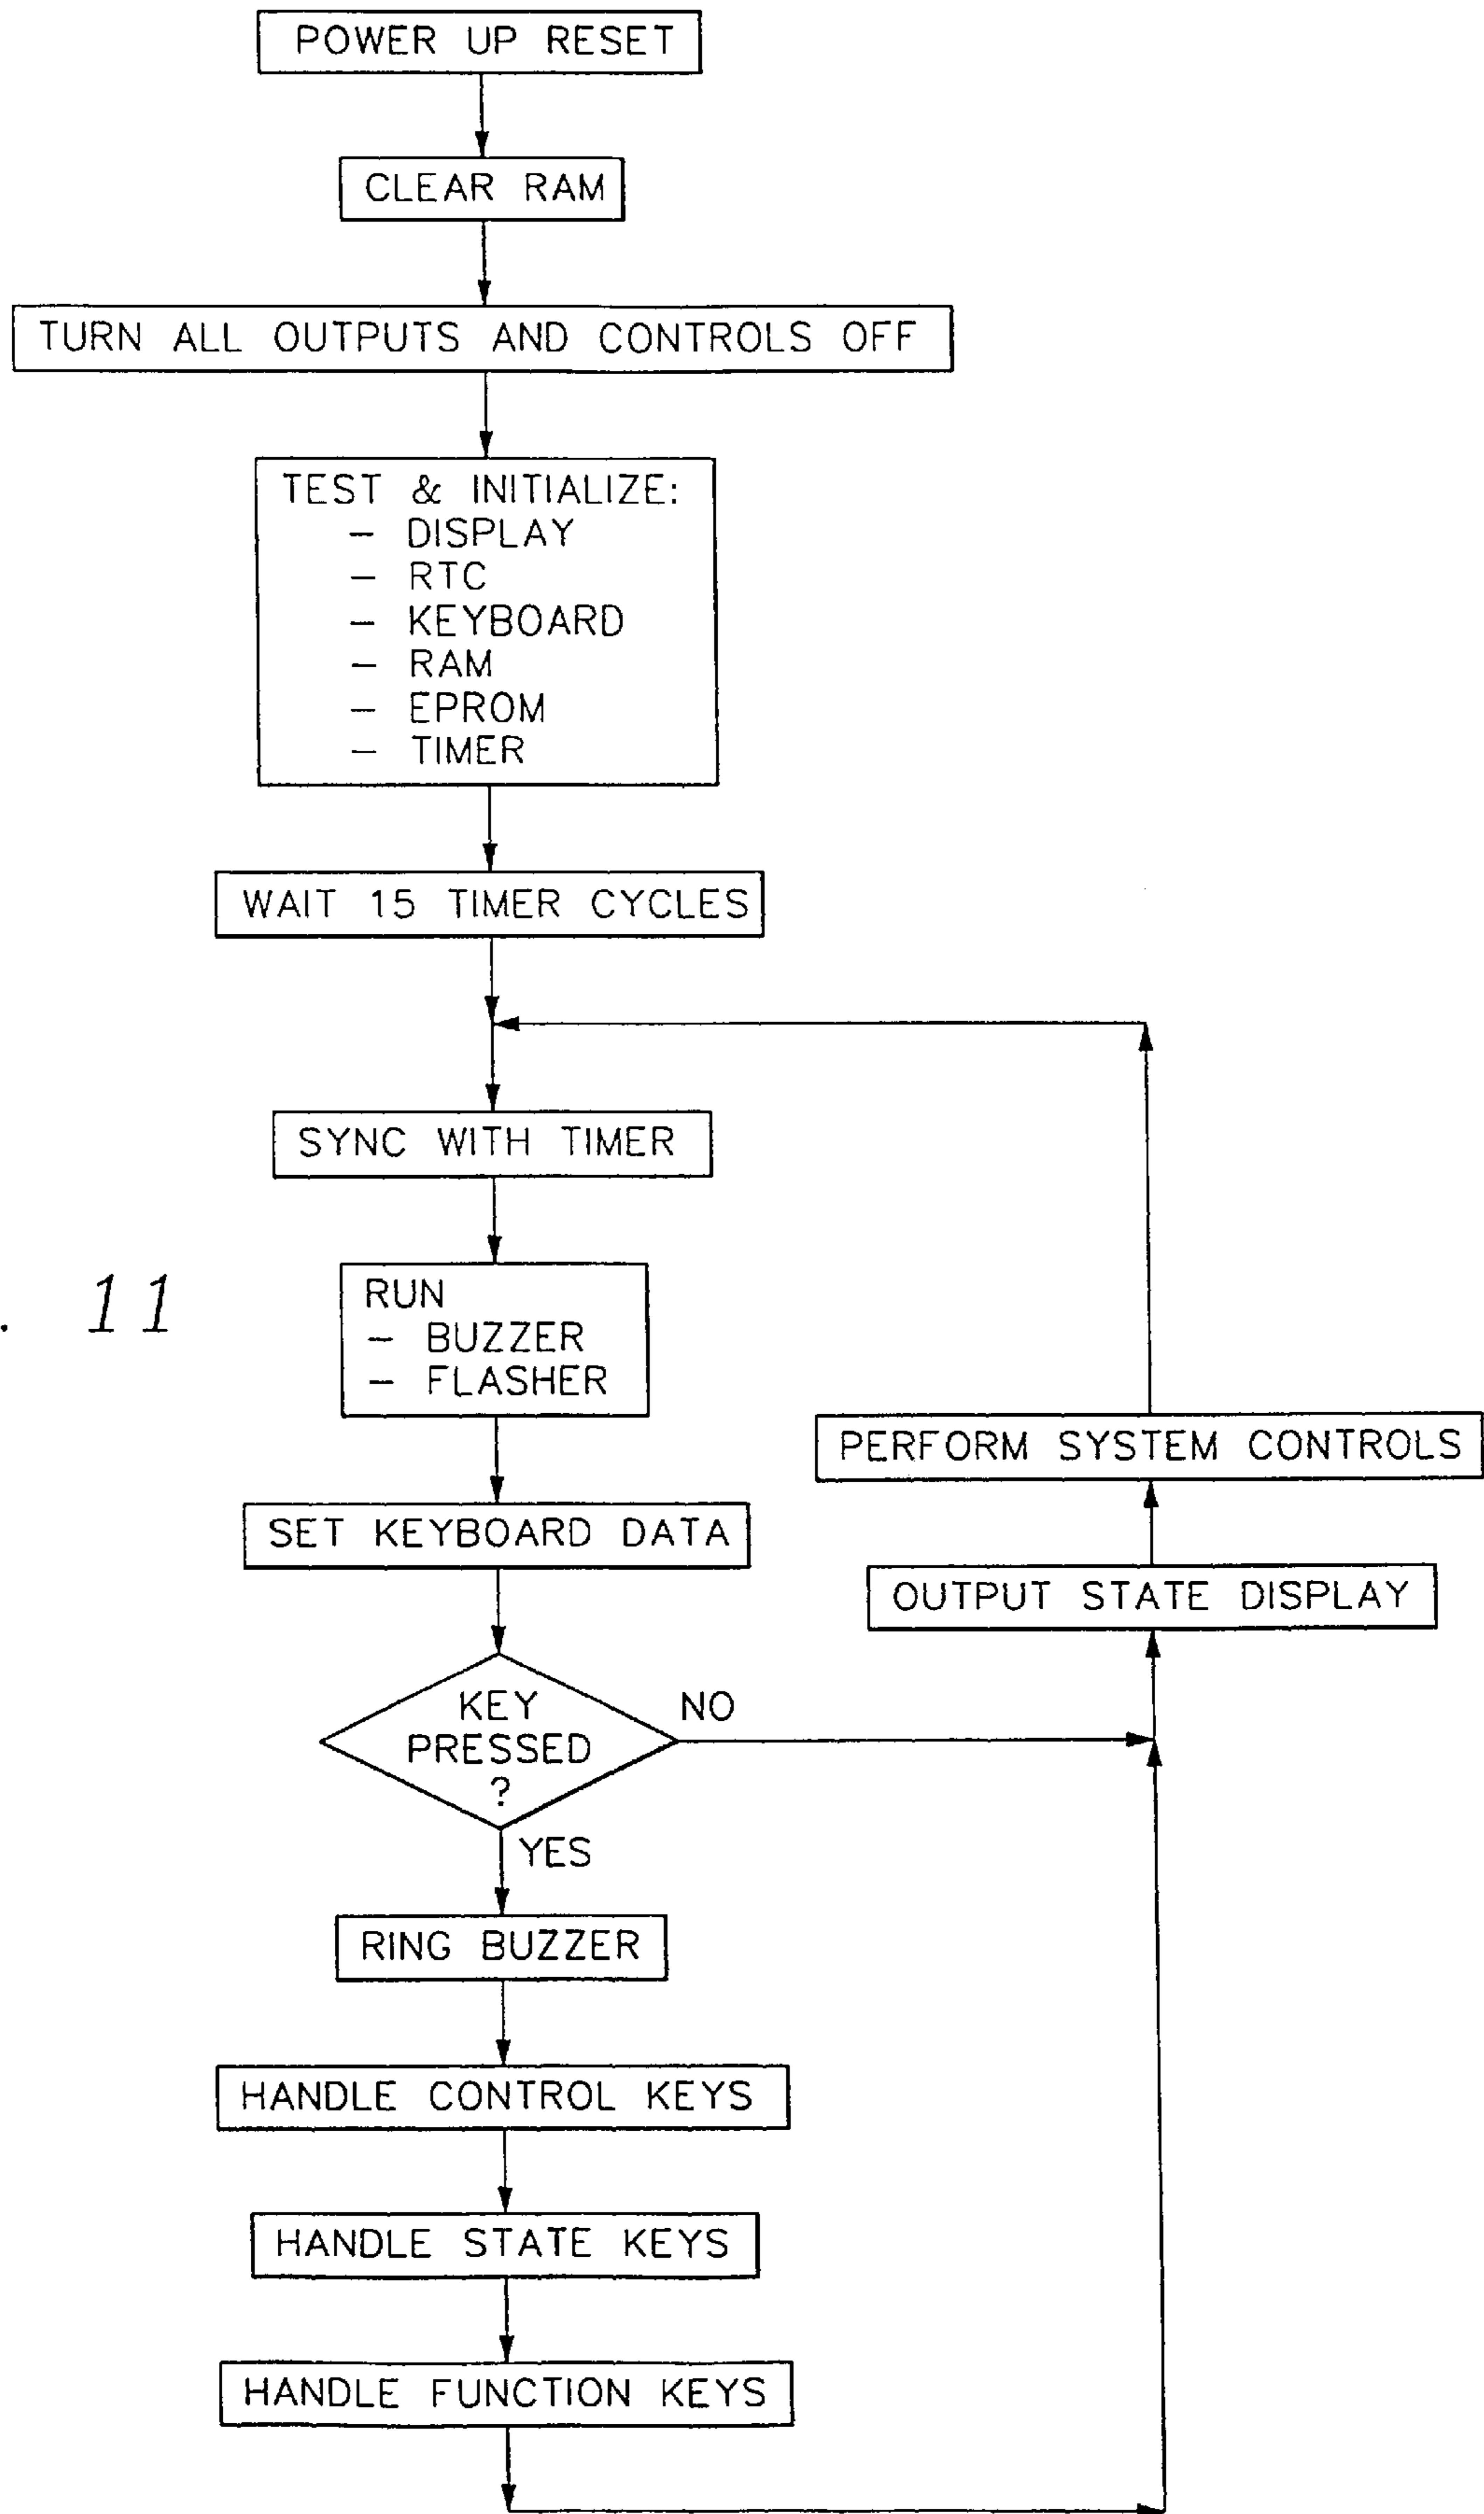 POWER UP RESET
CLEAR RAM
TURN ALL OUTPUTS AND CONTROLS OFF
TEST & INITIALIZE:
– DISPLAY
– RTC
– KEYBOARD
– RAM
– EPROM
– TIMER
WAIT 15 TIMER CYCLES
SYNC WITH TIMER
. 11
RUN
– BUZZER
– FLASHER
PERFORM SYSTEM CONTROLS
SET KEYBOARD DATA
OUTPUT STATE DISPLAY
KEY
PRESSED
?
NO
YES
RING BUZZER
HANDLE CONTROL KEYS
HANDLE STATE KEYS
HANDLE FUNCTION KEYS